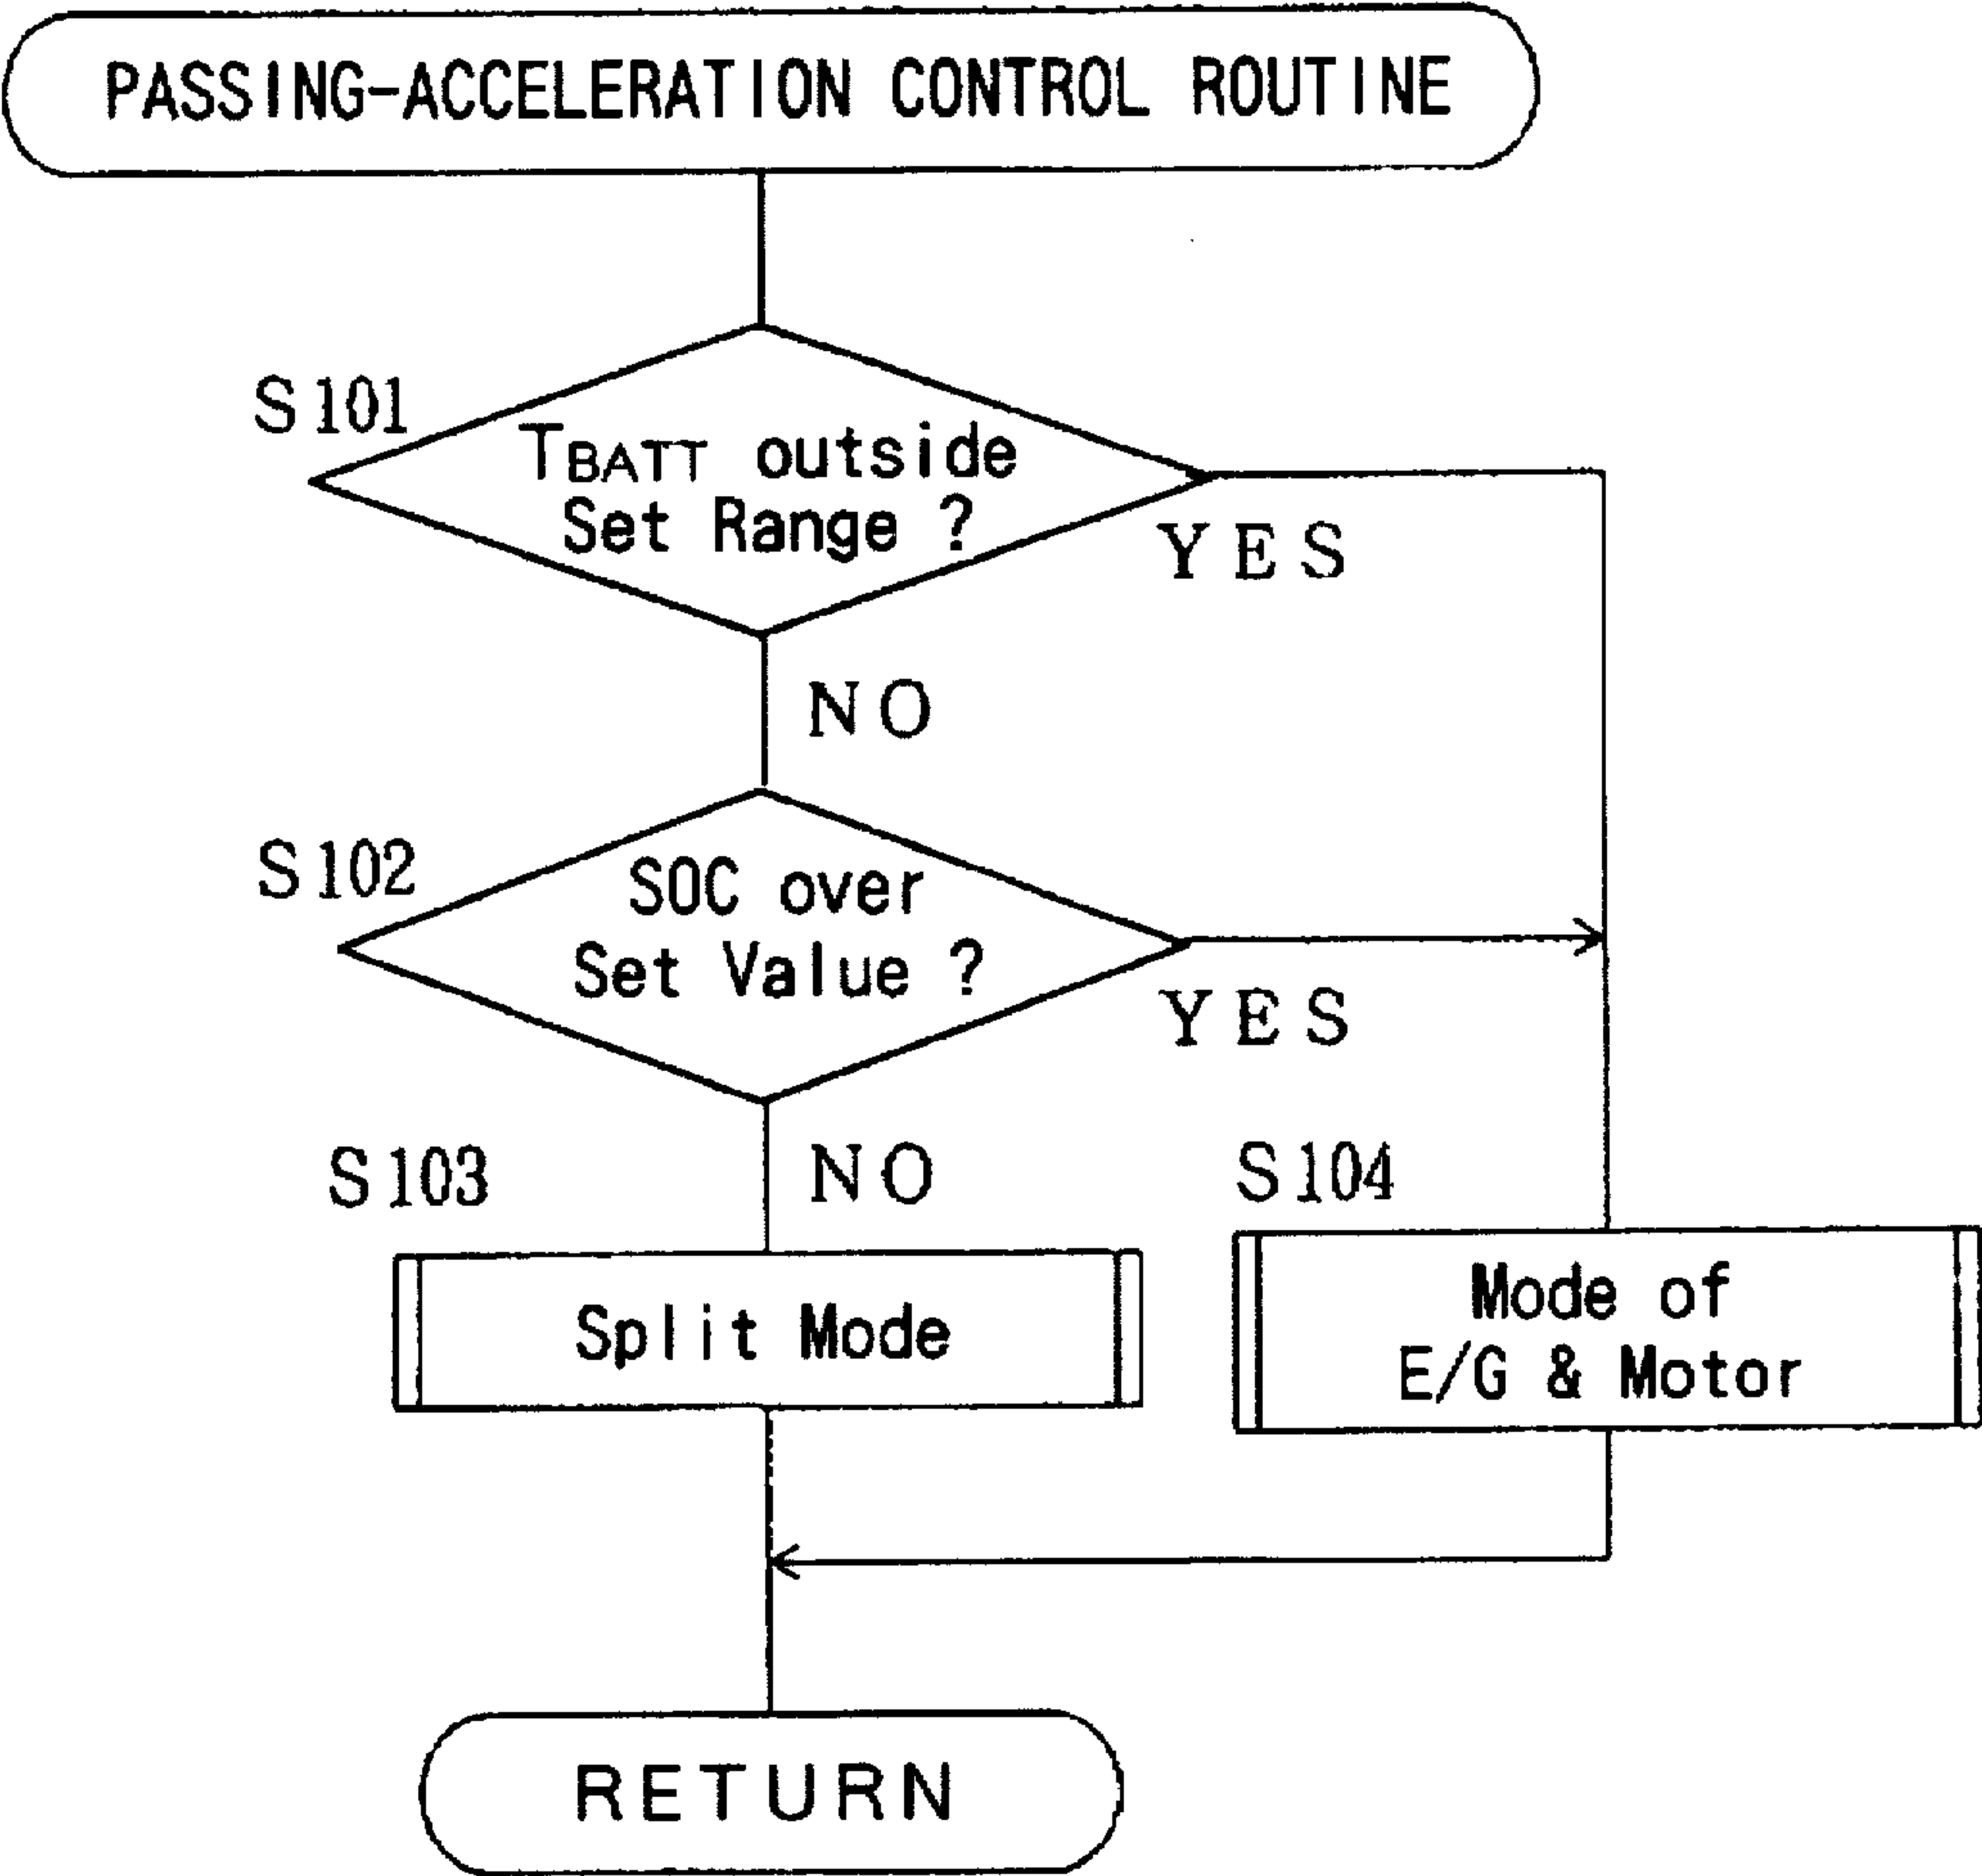 PASSING-ACCELERATION CONTROL ROUTINE
S101
TBATT outside
Set Range ?
YES
NO
S102
SOC over
Set Value ?
YES
NO
S103
S104
Split Mode
Mode of
E/G & Motor
RETURN